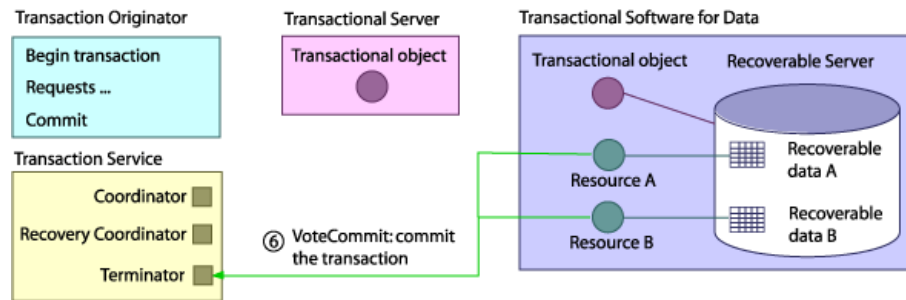 Transaction Originator
Begin transaction
Requests ...
Commit
Transactional Server
Transactional object
Transactional Software for Data
Transactional object
Recoverable Server
Resource A
Recoverable
data A
Resource B
Recoverable
data B
Transaction Service
Coordinator
Recovery Coordinator
Terminator
⑥ VoteCommit: commit
the transaction